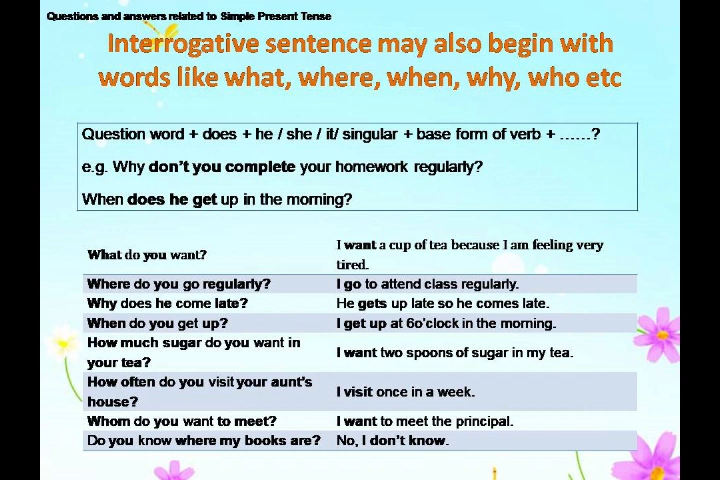 Questions and answers related to Simple Present Tense
Interrogative sentence may also begin with
words like what, where, when, why, who etc
Question word + does + he / she / it/ singular + base form of verb + ......?
e.g. Why don't you complete your homework regularly?
When does he get up in the morning?
What do you want?
I want a cup of tea because I am feeling very
tired.
Where do you go regularly?
I go to attend class regularly.
Why does he come late?
He gets up late so he comes late.
When do you get up?
I get up at 6o'clock in the morning.
How much sugar do you want in
your tea?
I want two spoons of sugar in my tea.
How often do you visit your aunt's
house?
I visit once in a week.
Whom do you want to meet?
I want to meet the principal.
Do you know where my books are?
No, I don't know.